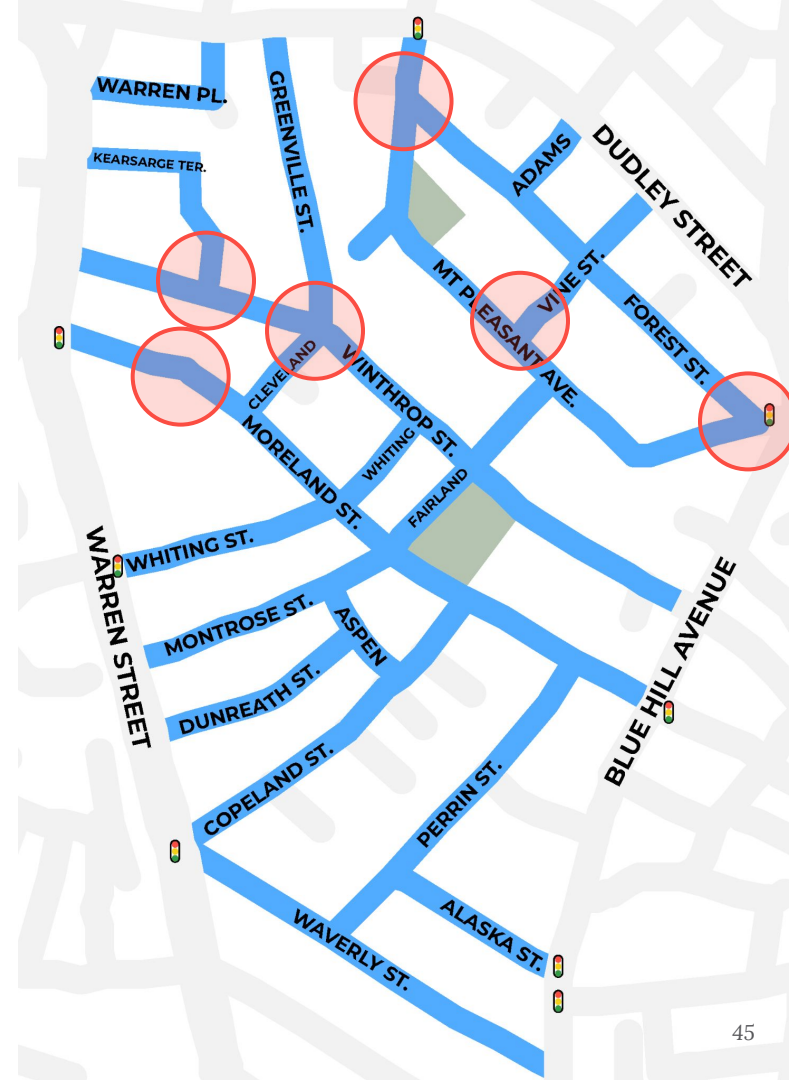 WARREN PL.
KEARSARGE TER.
GREENVILLE ST.
ADAMS
DUDLEY STREET
VINE ST.
MT PLEASANT AVE.
FOREST ST.
CLEVELAND
WINTHROP ST.
WHITING
MORELAND ST.
FAIRLAND
WHITING ST.
WARREN STREET
MONTROSE ST.
ASPEN
DUNREATH ST.
BLUE HILL AVENUE
COPELAND ST.
PERRIN ST.
ALASKA ST.
WAVERLY ST.
45